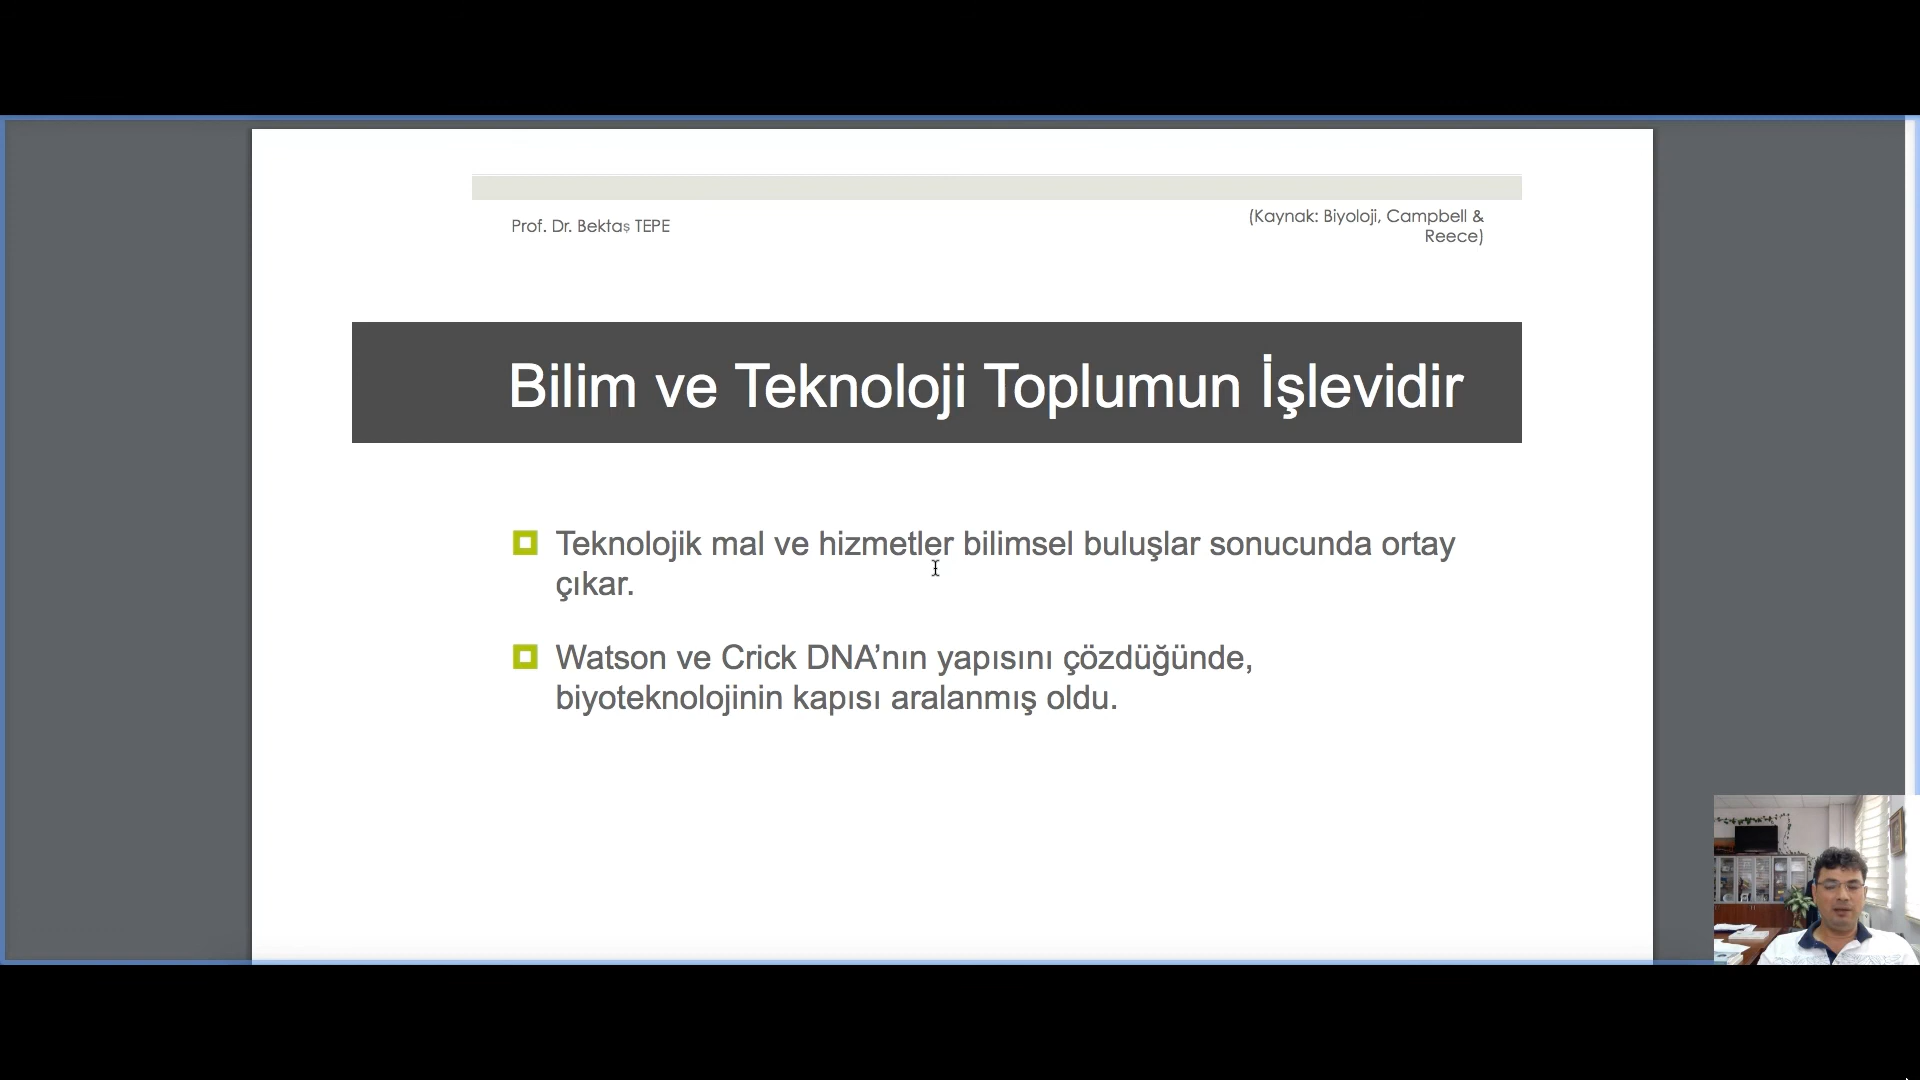 Prof. Dr. Bektaş TEPE
(Kaynak: Biyoloji, Campbell &
Reece)
Bilim ve Teknoloji Toplumun İşlevidir
Teknolojik mal ve hizmetler bilimsel buluşlar sonucunda ortay
çıkar.
Watson ve Crick DNA’nın yapısını çözdüğünde,
biyoteknolojinin kapısı aralanmış oldu.